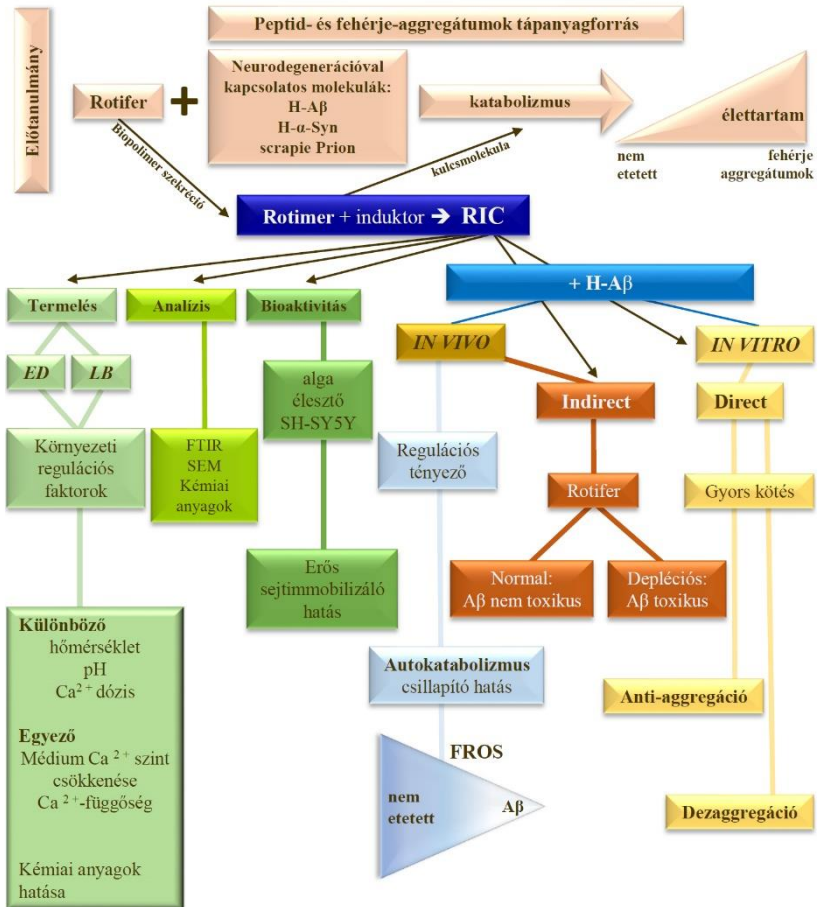 Előtanulmány
Peptid- és fehérje-aggregátumok tápanyagforrás
Rotifer
+
Neurodegenerációval
kapcsolatos molekulák:
H-Aβ
H-α-Syn
scrapie Prion
katabolizmus
élettartam
nem
etetett
fehérje
aggregátumok
Biopolimer szekréció
kulcsmolekula
Rotimer + induktor ➔ RIC
+ H-Aβ
Termelés
Analízis
Bioaktivitás
IN VIVO
IN VITRO
ED
LB
alga
élesztő
SH-SY5Y
Indirect
Direct
Környezeti
regulációs
faktorok
FTIR
SEM
Kémiai
anyagok
Regulációs
tényező
Rotifer
Gyors kötés
Erős
sejtimmobilizáló
hatás
Normal:
Aβ nem toxikus
Depléciós:
Aβ toxikus
Különböző
hőmérséklet
pH
Ca²⁺ dózis
Egyező
Médium Ca ²⁺ szint
csökkenése
Ca ²⁺-függőség
Kémiai anyagok
hatása
Autokatabolizmus
csillapító hatás
Anti-aggregáció
FROS
nem
etetett
Aβ
Dezaggregáció